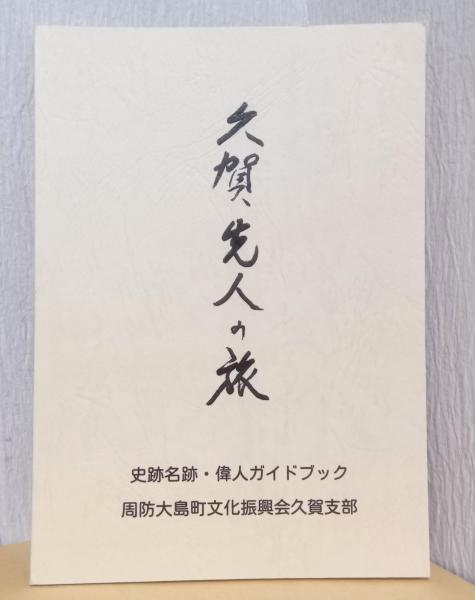 久賀先人の旅
史跡名跡・偉人ガイドブック
周防大島町文化振興会久賀支部